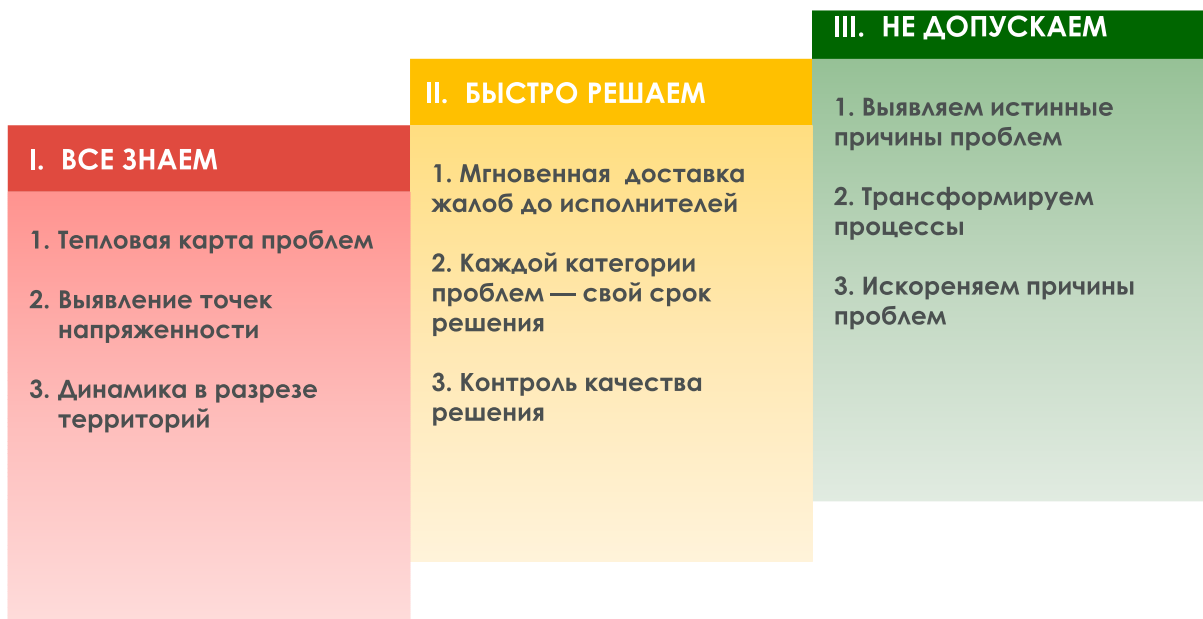 I. ВСЕ ЗНАЕМ
1. Тепловая карта проблем
2. Выявление точек
напряженности
3. Динамика в разрезе
территорий
II. БЫСТРО РЕШАЕМ
1. Мгновенная доставка
жалоб до исполнителей
2. Каждой категории
проблем — свой срок
решения
3. Контроль качества
решения
III. НЕ ДОПУСКАЕМ
1. Выявляем истинные
причины проблем
2. Трансформируем
процессы
3. Искореняем причины
проблем